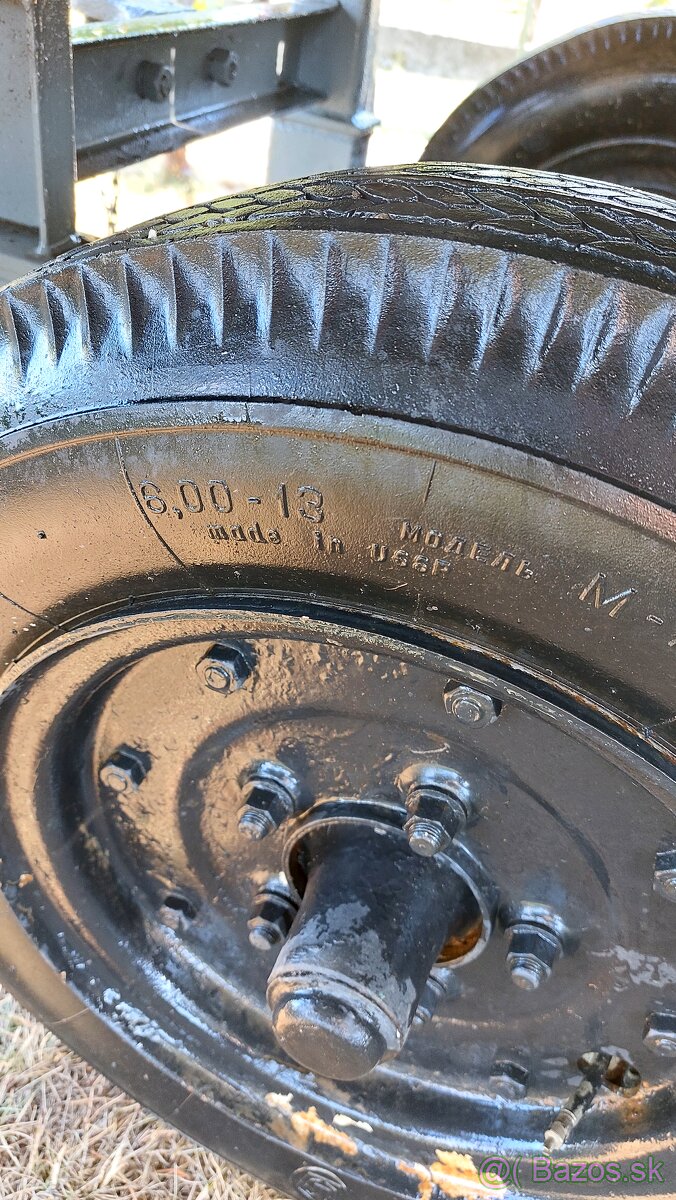 6,00-13
made in USSR
МОДЕЛЬ М-
@ Bazos.sk